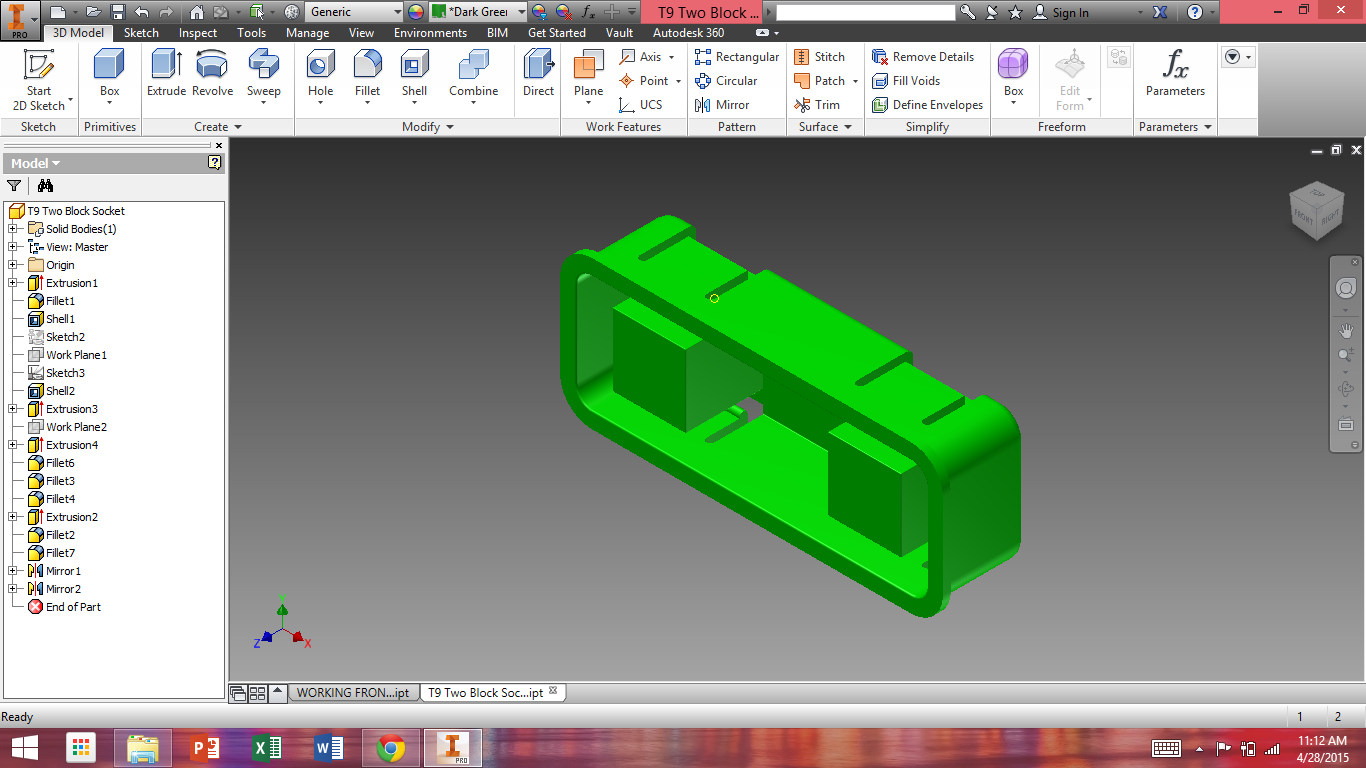 Generic
*Dark Greer
fx
T9 Two Block ...
Sign In
PRO
3D Model Sketch Inspect Tools Manage View Environments BIM Get Started Vault Autodesk 360
Start
2D Sketch
Box
Extrude Revolve Sweep
Hole Fillet Shell Combine
Direct
Plane
Axis
Point
UCS
Rectangular
Circular
Mirror
Stitch
Patch
Trim
Remove Details
Fill Voids
Define Envelopes
Box
Edit
Form
fx
Parameters
Sketch Primitives Create Modify Work Features Pattern Surface Simplify Freeform Parameters
Model
T9 Two Block Socket
Solid Bodies(1)
View: Master
Origin
Extrusion1
Fillet1
Shell1
Sketch2
Work Plane1
Sketch3
Shell2
Extrusion3
Work Plane2
Extrusion4
Fillet6
Fillet3
Fillet4
Extrusion2
Fillet2
Fillet7
Mirror1
Mirror2
End of Part
TOP
FRONT RIGHT
Y
Z X
WORKING FRON...ipt T9 Two Block Soc...ipt
Ready
1 2
PRO
11:12 AM
4/28/2015